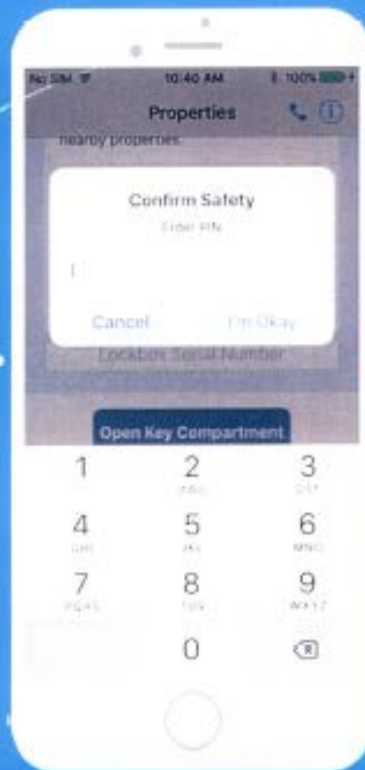 No SIM 10:40 AM 100%
Properties
nearby properties.
Confirm Safety
Enter PIN
Cancel I'm Okay
Lockbox Serial Number
Open Key Compartment
1 2 3
ABC DEF
4 5 6
GHI JKL MNO
7 8 9
PQRS TUV WXYZ
0